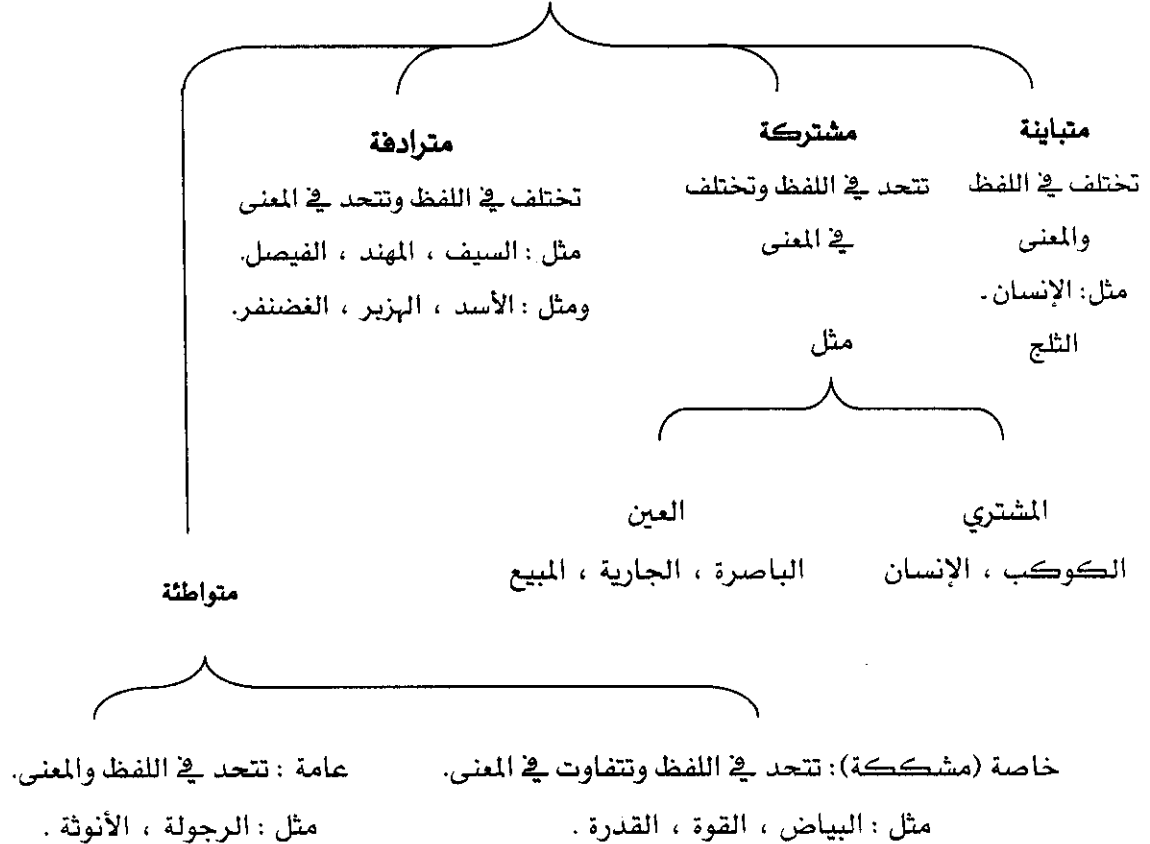 متباينة
تختلف في اللفظ
والمعنى
مثل: الإنسان -
الثلج
مشتركة
تتحد في اللفظ وتختلف
في المعنى
مثل
المشتري
الكوكب ، الإنسان
العين
الباصرة ، الجارية ، المبيع
مترادفة
تختلف في اللفظ وتتحد في المعنى
مثل : السيف ، المهند ، الفيصل.
ومثل : الأسد ، الهزبر ، الغضنفر.
متواطئة
خاصة (مشككة): تتحد في اللفظ وتتفاوت في المعنى.
مثل : البياض ، القوة ، القدرة .
عامة : تتحد في اللفظ والمعنى.
مثل : الرجولة ، الأنوثة .